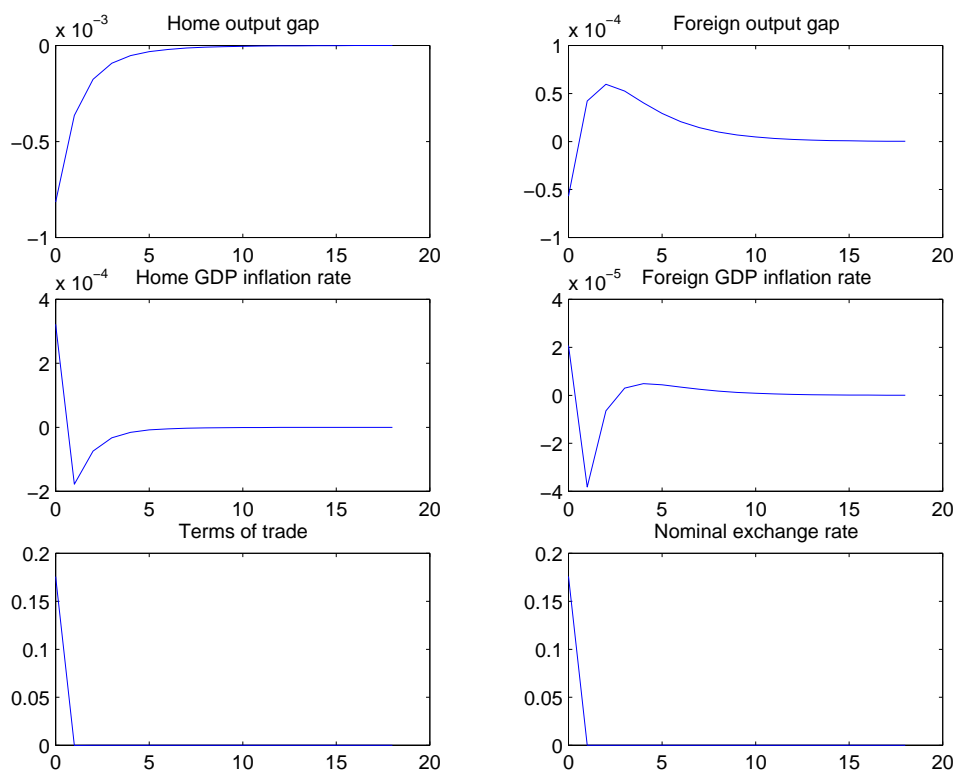 x 10−3
Home output gap
0
−0.5
−1
0 5 10 15 20
x 10−4
Foreign output gap
1
0.5
0
−0.5
−1
0 5 10 15 20
x 10−4
Home GDP inflation rate
4
2
0
−2
0 5 10 15 20
x 10−5
Foreign GDP inflation rate
4
2
0
−2
−4
0 5 10 15 20
Terms of trade
0.2
0.15
0.1
0.05
0
0 5 10 15 20
Nominal exchange rate
0.2
0.15
0.1
0.05
0
0 5 10 15 20